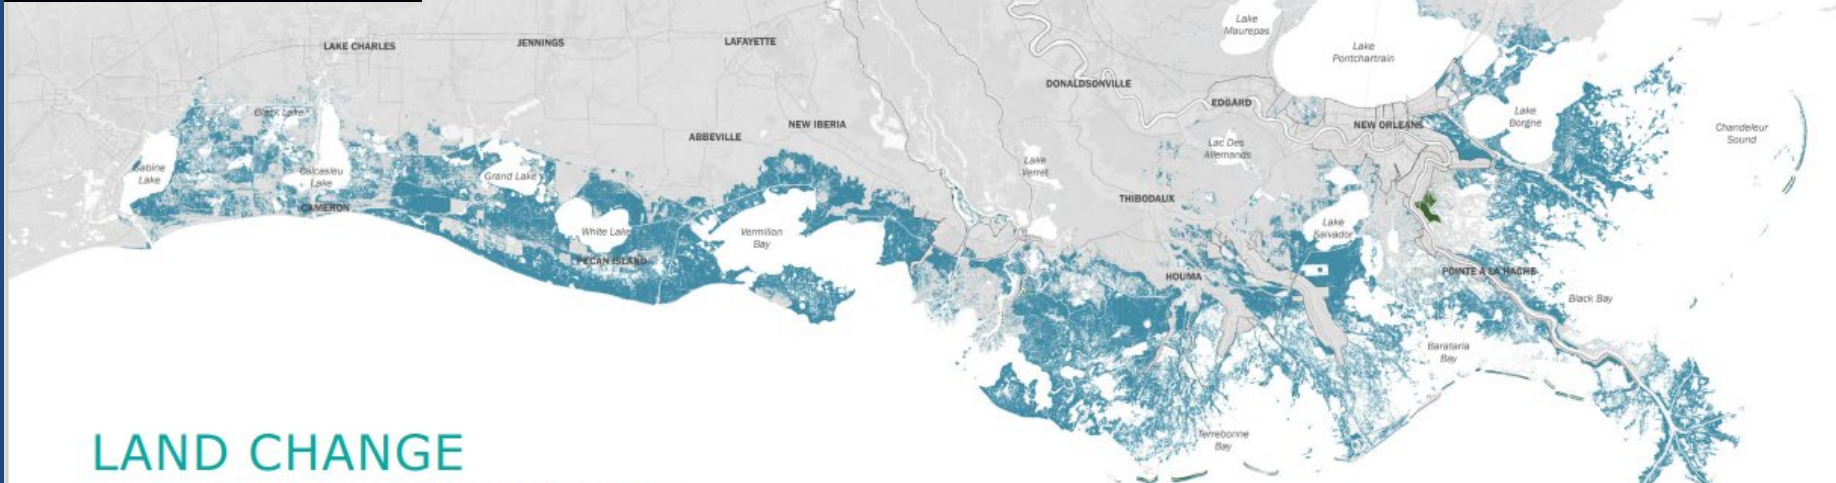 LAKE CHARLES
JENNINGS
LAFAYETTE
Lake
Maurepas
Lake
Pontchartrain
DONALDSONVILLE
EDGARD
NEW ORLEANS
Lake
Borgne
Chandeleur
Sound
Black Lake
ABBEVILLE
NEW IBERIA
Lac Des
Allemands
Lake
Verret
Sabine
Lake
Calcasieu
Lake
Grand Lake
CAMERON
THIBODAUX
White Lake
Vermilion
Bay
Lake
Salvador
PECAN ISLAND
HOUMA
POINTE A LA HACHE
Black Bay
Barataria
Bay
Terrebonne
Bay
LAND CHANGE